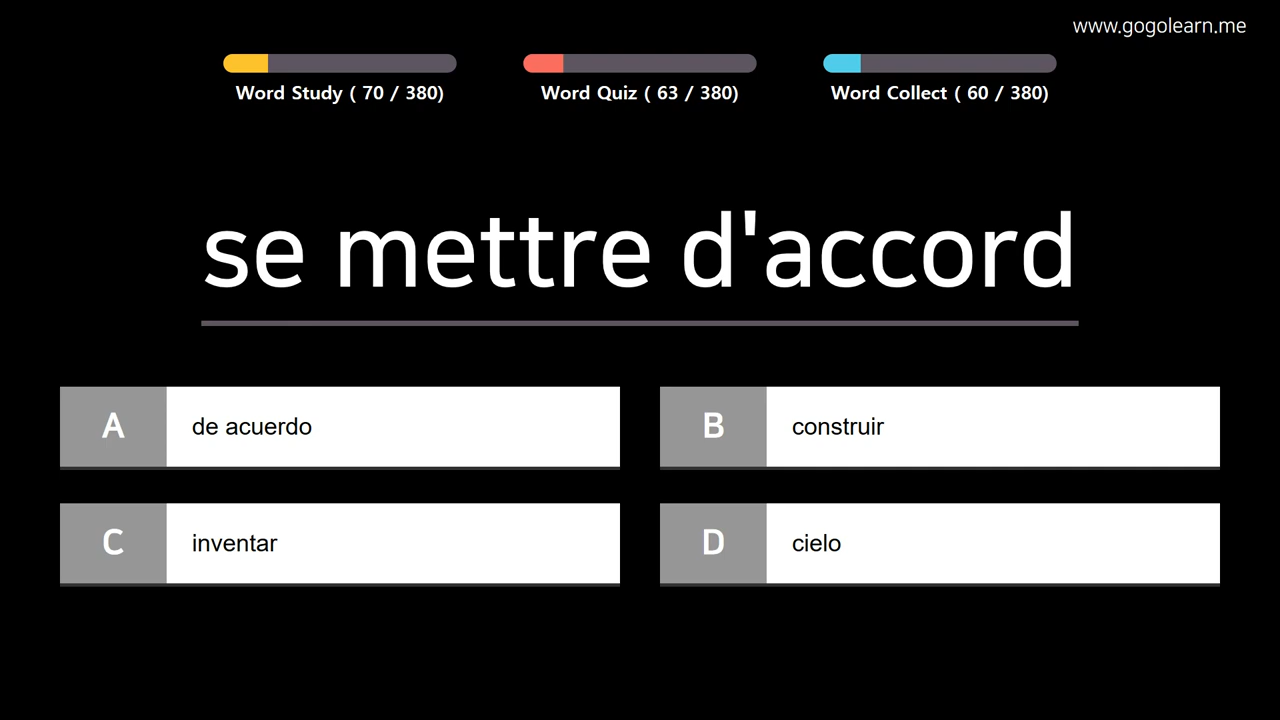 www.gogolearn.me
Word Study ( 70 / 380)
Word Quiz ( 63 / 380)
Word Collect ( 60 / 380)
se mettre d'accord
A de acuerdo
B construir
C inventar
D cielo